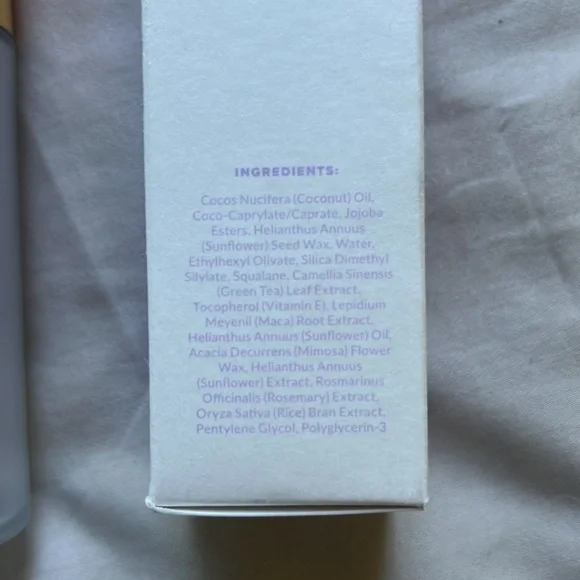 INGREDIENTS:
Cocos Nucifera (Coconut) Oil,
Coco-Caprylate/Caprate, Jojoba
Esters, Helianthus Annuus
(Sunflower) Seed Wax, Water,
Ethylhexyl Olivate, Silica Dimethyl
Silylate, Squalane, Camellia Sinensis
(Green Tea) Leaf Extract,
Tocopherol (Vitamin E), Lepidium
Meyenii (Maca) Root Extract,
Helianthus Annuus (Sunflower) Oil,
Acacia Decurrens (Mimosa) Flower
Wax, Helianthus Annuus
(Sunflower) Extract, Rosmarinus
Officinalis (Rosemary) Extract,
Oryza Sativa (Rice) Bran Extract,
Pentylene Glycol, Polyglycerin-3